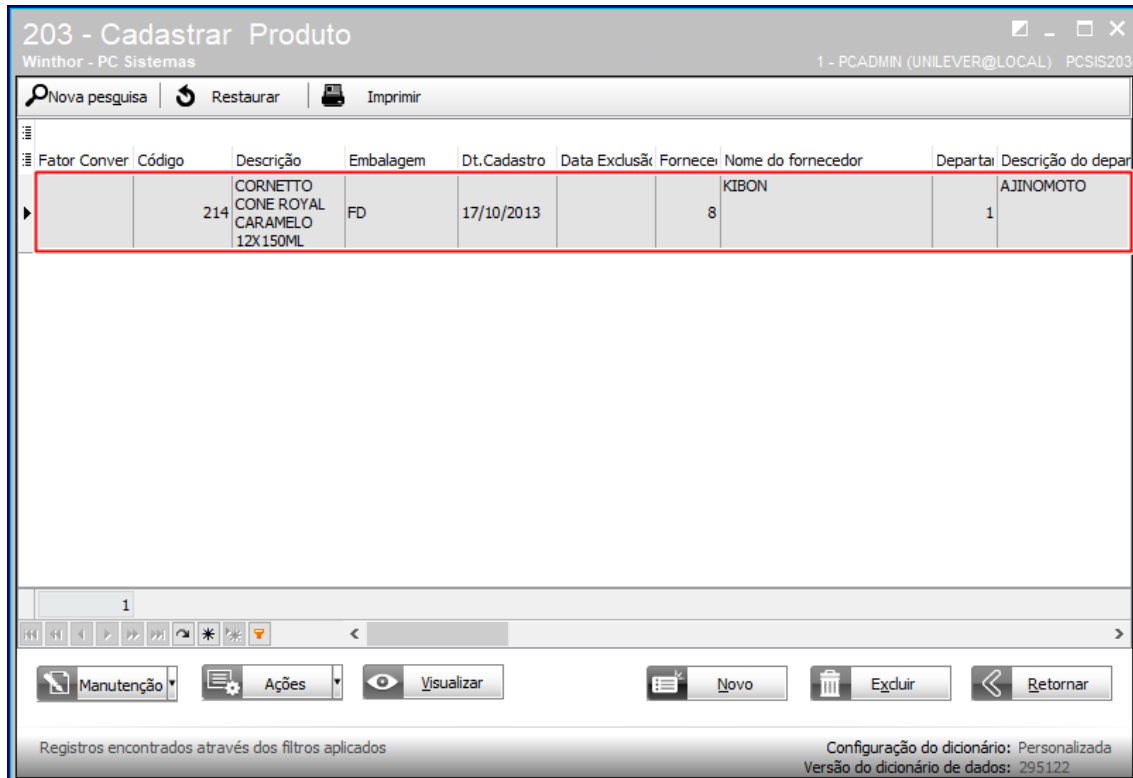 203 - Cadastrar Produto
Winthor - PC Sistemas
1 - PCADMIN (UNILEVER@LOCAL) PCSIS203
Nova pesquisa Restaurar Imprimir
Fator Conver Código Descrição Embalagem Dt.Cadastro Data Exclusã Fornece Nome do fornecedor Departa Descrição do depar
214 CORNETTO
CONE ROYAL
CARAMELO
12X150ML
FD 17/10/2013 8 KIBON 1 AJINOMOTO
1
Manutenção Ações Visualizar Novo Excluir Retornar
Registros encontrados através dos filtros aplicados
Configuração do dicionário: Personalizada
Versão do dicionário de dados: 295122